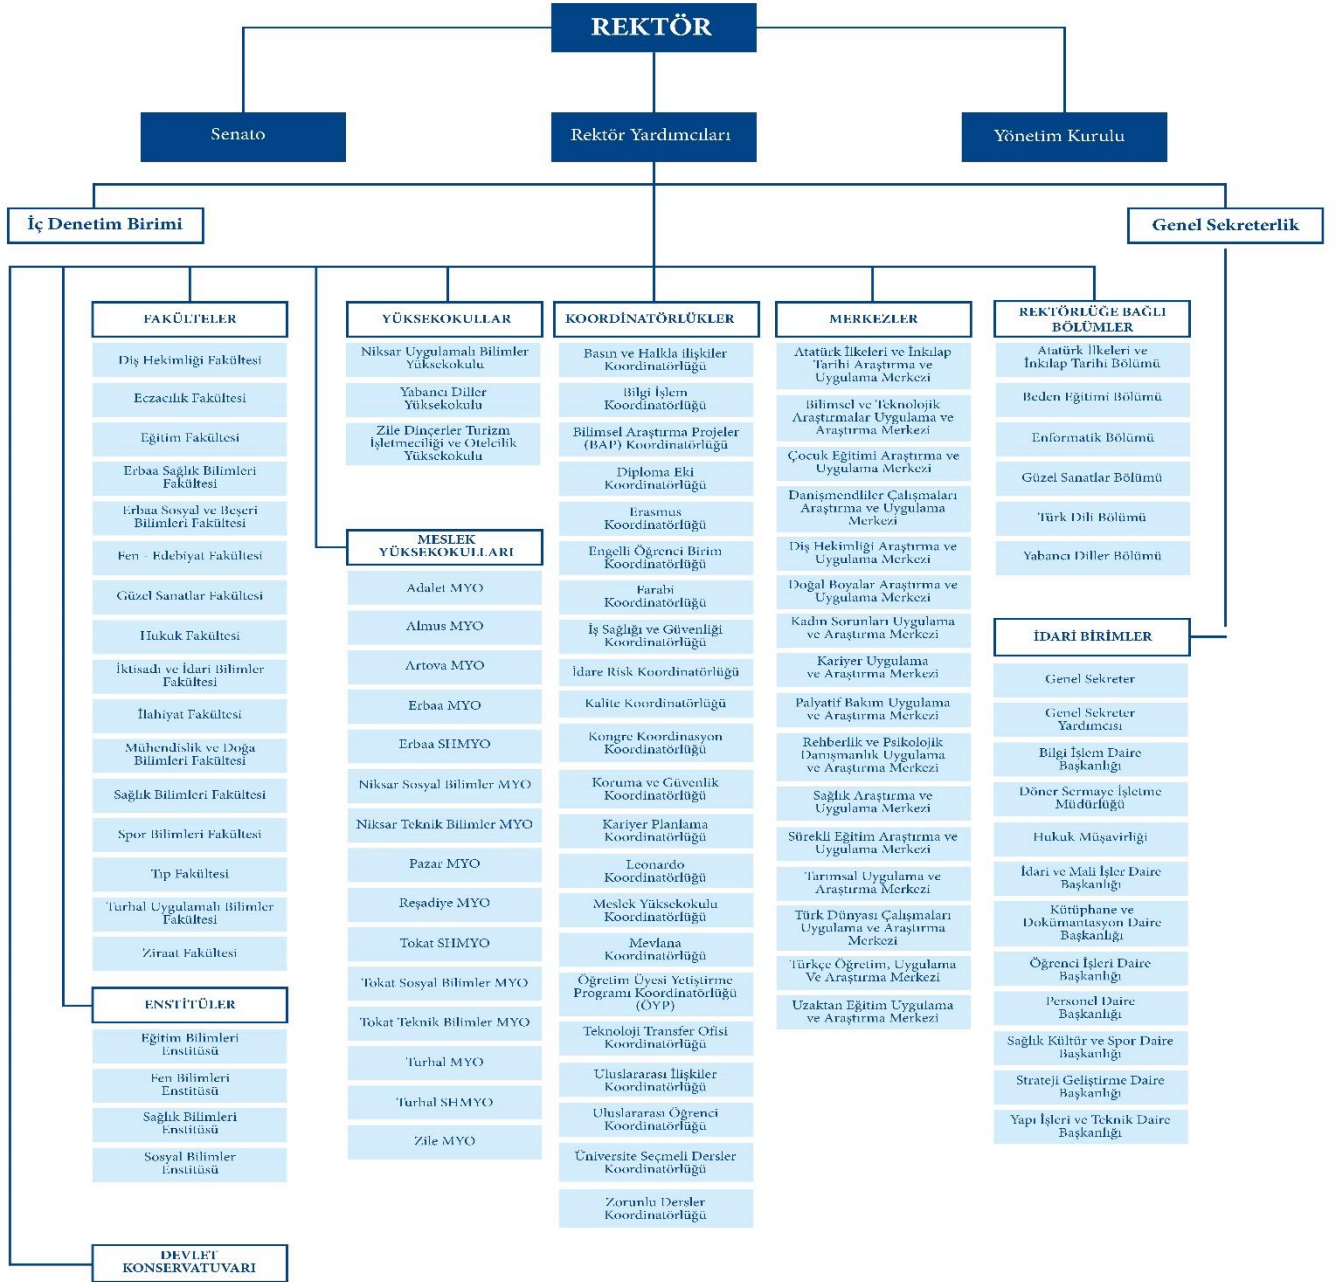 REKTÖR
Senato
Rektör Yardımcıları
Yönetim Kurulu
İç Denetim Birimi
Genel Sekreterlik
FAKÜLTELER
Diş Hekimliği Fakültesi
Eczacılık Fakültesi
Eğitim Fakültesi
Erbaa Sağlık Bilimleri
Fakültesi
Erbaa Sosyal ve Beşeri
Bilimleri Fakültesi
Fen - Edebiyat Fakültesi
Güzel Sanatlar Fakültesi
Hukuk Fakültesi
İktisadı ve İdari Bilimler
Fakültesi
İlahiyat Fakültesi
Mühendislik ve Doğa
Bilimleri Fakültesi
Sağlık Bilimleri Fakültesi
Spor Bilimleri Fakültesi
Tıp Fakültesi
Turhal Uygulamalı Bilimler
Fakültesi
Ziraat Fakültesi
ENSTİTÜLER
Eğitim Bilimleri
Enstitüsü
Fen Bilimleri
Enstitüsü
Sağlık Bilimleri
Enstitüsü
Sosyal Bilimler
Enstitüsü
DEVLET
KONSERVATUVARI
YÜKSEKOKULLAR
Niksar Uygulamalı Bilimler
Yüksekokulu
Yabancı Diller
Yüksekokulu
Zile Dinçerler Turizm
İşletmeciliği ve Otelcilik
Yüksekokulu
MESLEK
YÜKSEKOKULLARI
Adalet MYO
Almus MYO
Artova MYO
Erbaa MYO
Erbaa SHMYO
Niksar Sosyal Bilimler MYO
Niksar Teknik Bilimler MYO
Pazar MYO
Reşadiye MYO
Tokat SHMYO
Tokat Sosyal Bilimler MYO
Tokat Teknik Bilimler MYO
Turhal MYO
Turhal SHMYO
Zile MYO
KOORDİNATÖRLÜKLER
Basın ve Halkla ilişkiler
Koordinatörlüğü
Bilgi İşlem
Koordinatörlüğü
Bilimsel Araştırma Projeler
(BAP) Koordinatörlüğü
Diploma Eki
Koordinatörlüğü
Erasmus
Koordinatörlüğü
Engelli Öğrenci Birim
Koordinatörlüğü
Farabi
Koordinatörlüğü
İş Sağlığı ve Güvenliği
Koordinatörlüğü
İdare Risk Koordinatörlüğü
Kalite Koordinatörlüğü
Kongre Koordinasyon
Koordinatörlüğü
Koruma ve Güvenlik
Koordinatörlüğü
Kariyer Planlama
Koordinatörlüğü
Leonardo
Koordinatörlüğü
Meslek Yüksekokulu
Koordinatörlüğü
Mevlana
Koordinatörlüğü
Öğretim Üyesi Yetiştirme
Programı Koordinatörlüğü
(ÖYP)
Teknoloji Transfer Ofisi
Koordinatörlüğü
Uluslararası İlişkiler
Koordinatörlüğü
Uluslararası Öğrenci
Koordinatörlüğü
Üniversite Seçmeli Dersler
Koordinatörlüğü
Zorunlu Dersler
Koordinatörlüğü
MERKEZLER
Atatürk İlkeleri ve İnkılap
Tarihi Araştırma ve
Uygulama Merkezi
Bilimsel ve Teknolojik
Araştırmalar Uygulama ve
Araştırma Merkezi
Çocuk Eğitimi Araştırma ve
Uygulama Merkezi
Danişmendliler Çalışmaları
Araştırma ve Uygulama
Merkezi
Diş Hekimliği Araştırma ve
Uygulama Merkezi
Doğal Boyalar Araştırma ve
Uygulama Merkezi
Kadın Sorunları Uygulama
ve Araştırma Merkezi
Kariyer Uygulama
ve Araştırma Merkezi
Palyatif Bakım Uygulama
ve Araştırma Merkezi
Rehberlik ve Psikolojik
Danışmanlık Uygulama
ve Araştırma Merkezi
Sağlık Araştırma ve
Uygulama Merkezi
Sürekli Eğitim Araştırma ve
Uygulama Merkezi
Tarımsal Uygulama ve
Araştırma Merkezi
Türk Dünyası Çalışmaları
Uygulama ve Araştırma
Merkezi
Türkçe Öğretim, Uygulama
Ve Araştırma Merkezi
Uzaktan Eğitim Uygulama
ve Araştırma Merkezi
REKTÖRLÜĞE BAĞLI
BÖLÜMLER
Atatürk İlkeleri ve
İnkılap Tarihi Bölümü
Beden Eğitimi Bölümü
Enformatik Bölümü
Güzel Sanatlar Bölümü
Türk Dili Bölümü
Yabancı Diller Bölümü
İDARİ BİRİMLER
Genel Sekreter
Genel Sekreter
Yardımcısı
Bilgi İşlem Daire
Başkanlığı
Döner Sermaye İşletme
Müdürlüğü
Hukuk Müşavirliği
İdari ve Mali İşler Daire
Başkanlığı
Kütüphane ve
Dokümantasyon Daire
Başkanlığı
Öğrenci İşleri Daire
Başkanlığı
Personel Daire
Başkanlığı
Sağlık Kültür ve Spor Daire
Başkanlığı
Strateji Geliştirme Daire
Başkanlığı
Yapı İşleri ve Teknik Daire
Başkanlığı